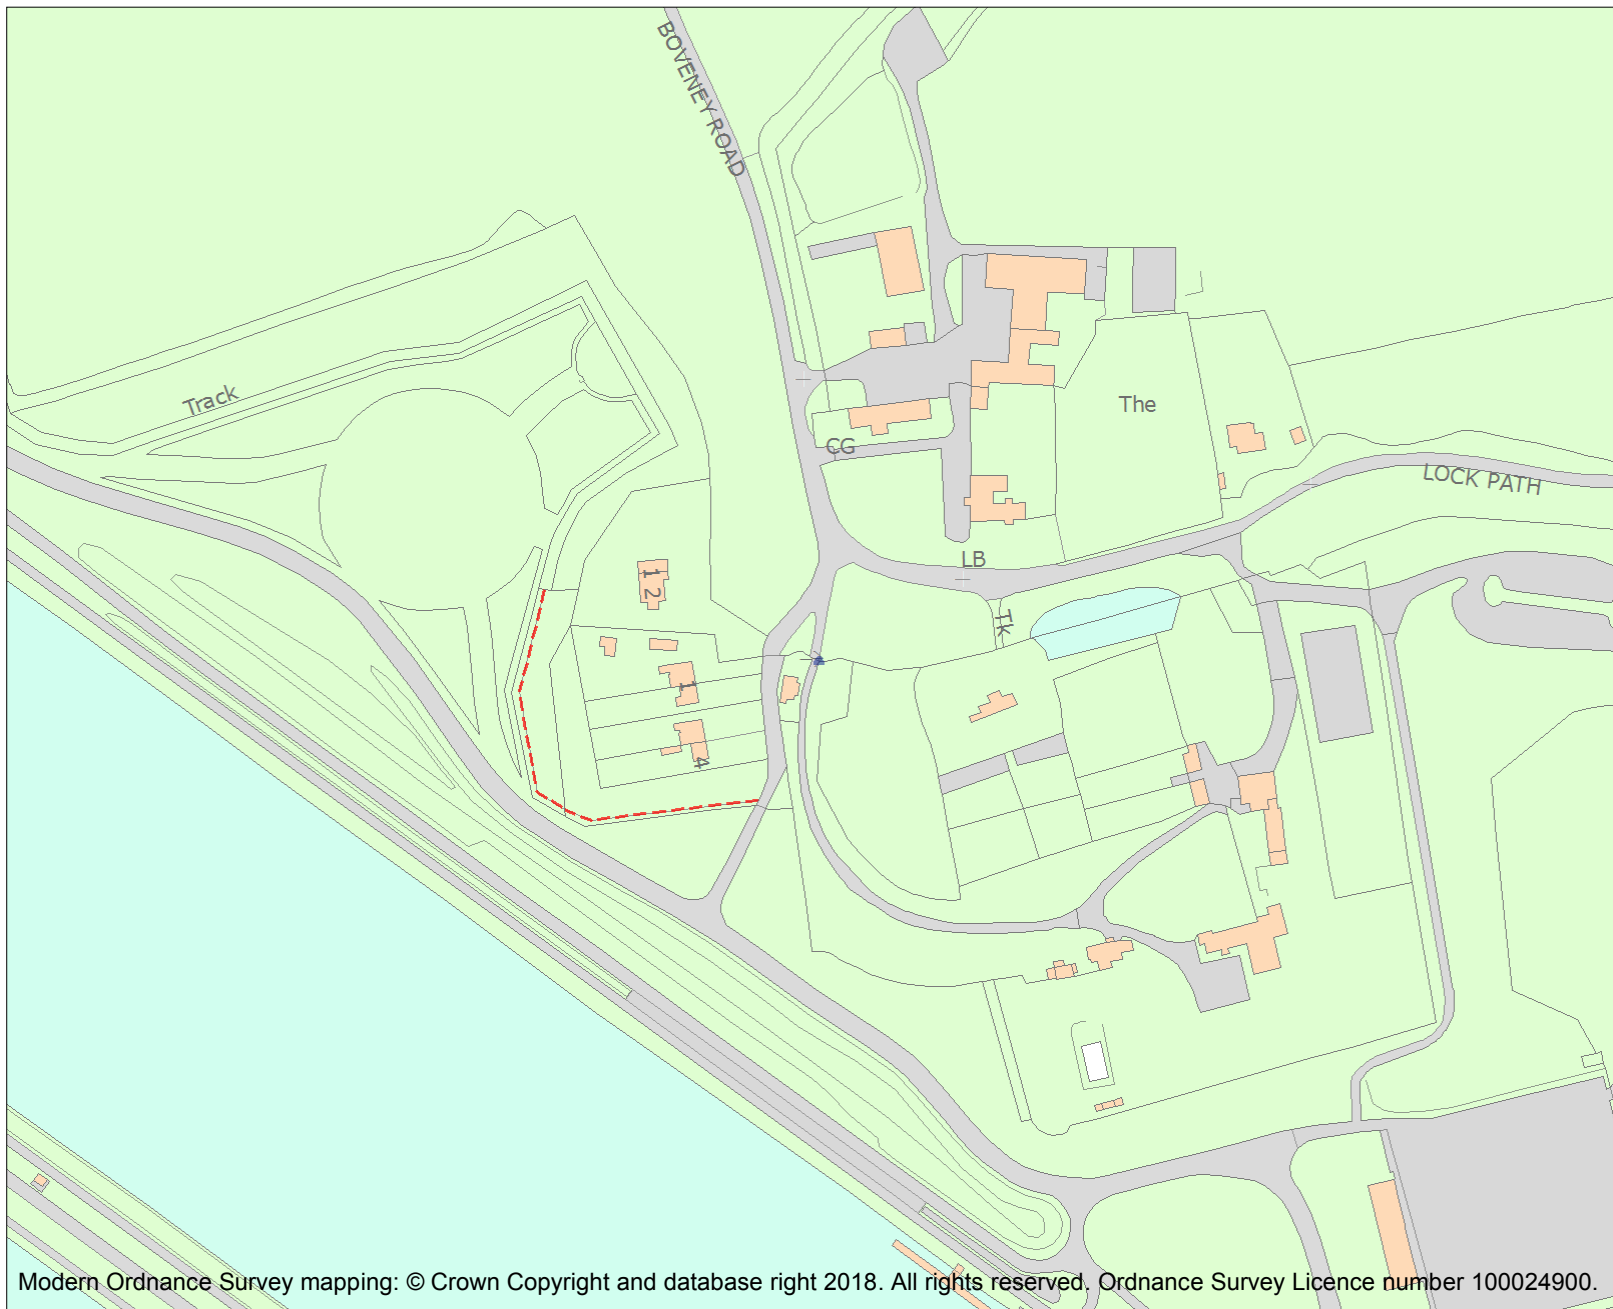 BOVENEY ROAD
Track
The
CG
LOCK PATH
LB
1
2
Tk
1
4
Modern Ordnance Survey mapping: © Crown Copyright and database right 2018. All rights reserved. Ordnance Survey Licence number 100024900.